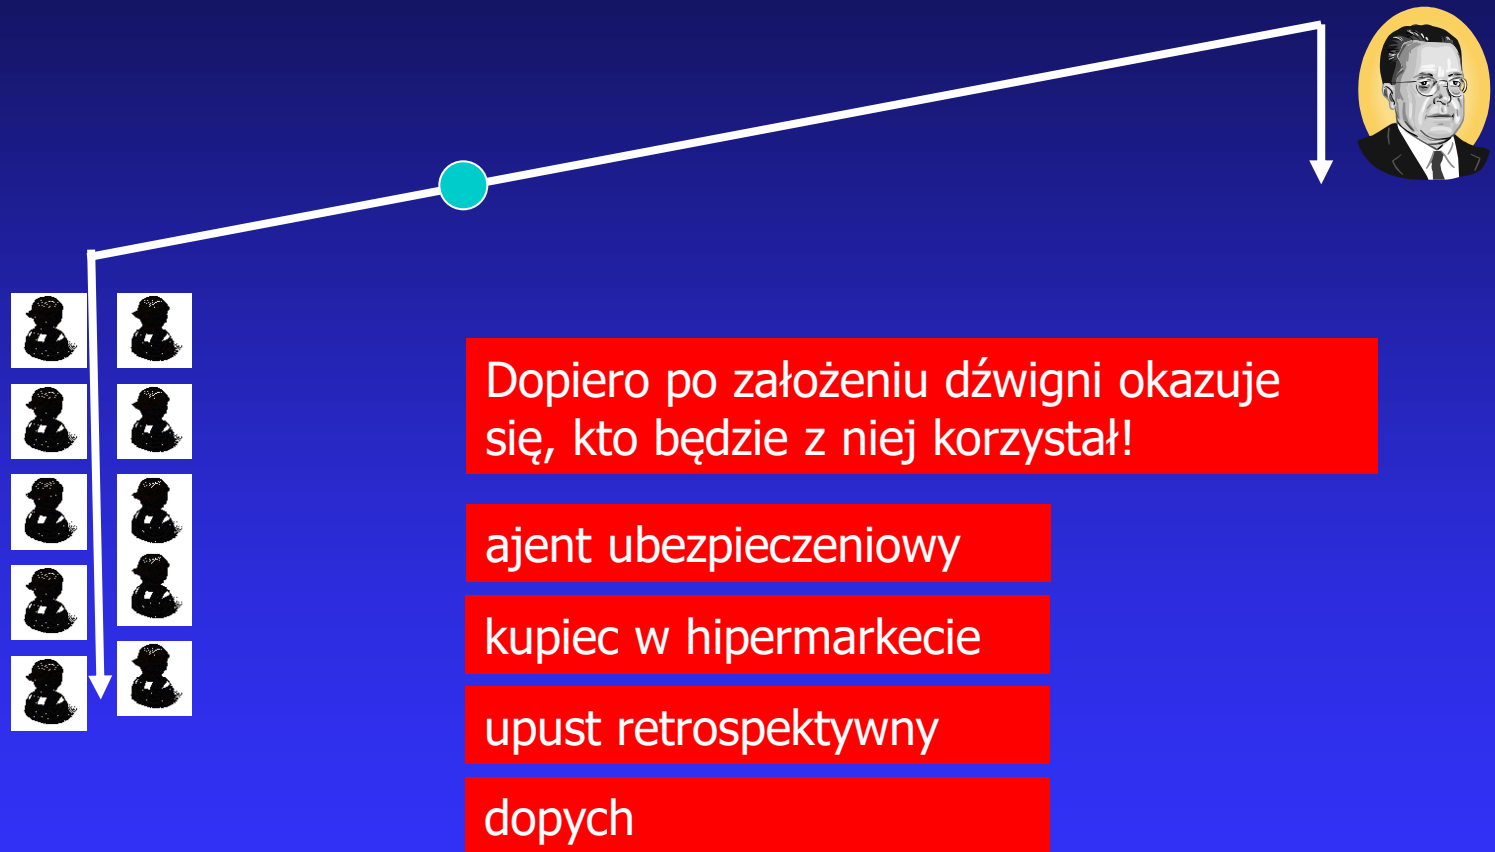 Dopiero po założeniu dźwigni okazuje
się, kto będzie z niej korzystał!
ajent ubezpieczeniowy
kupiec w hipermarkecie
upust retrospektywny
dopych